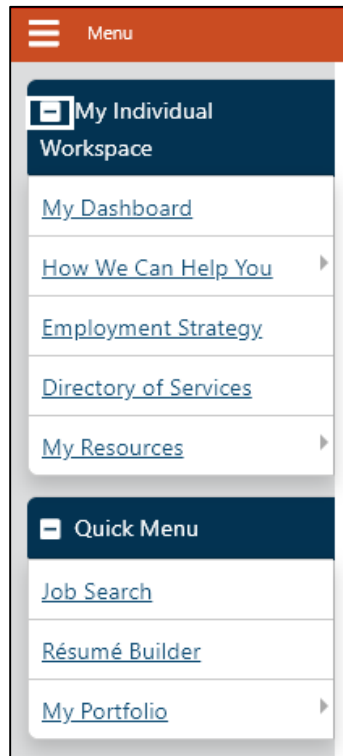 Menu
My Individual
Workspace
My Dashboard
How We Can Help You
Employment Strategy
Directory of Services
My Resources
Quick Menu
Job Search
Résumé Builder
My Portfolio